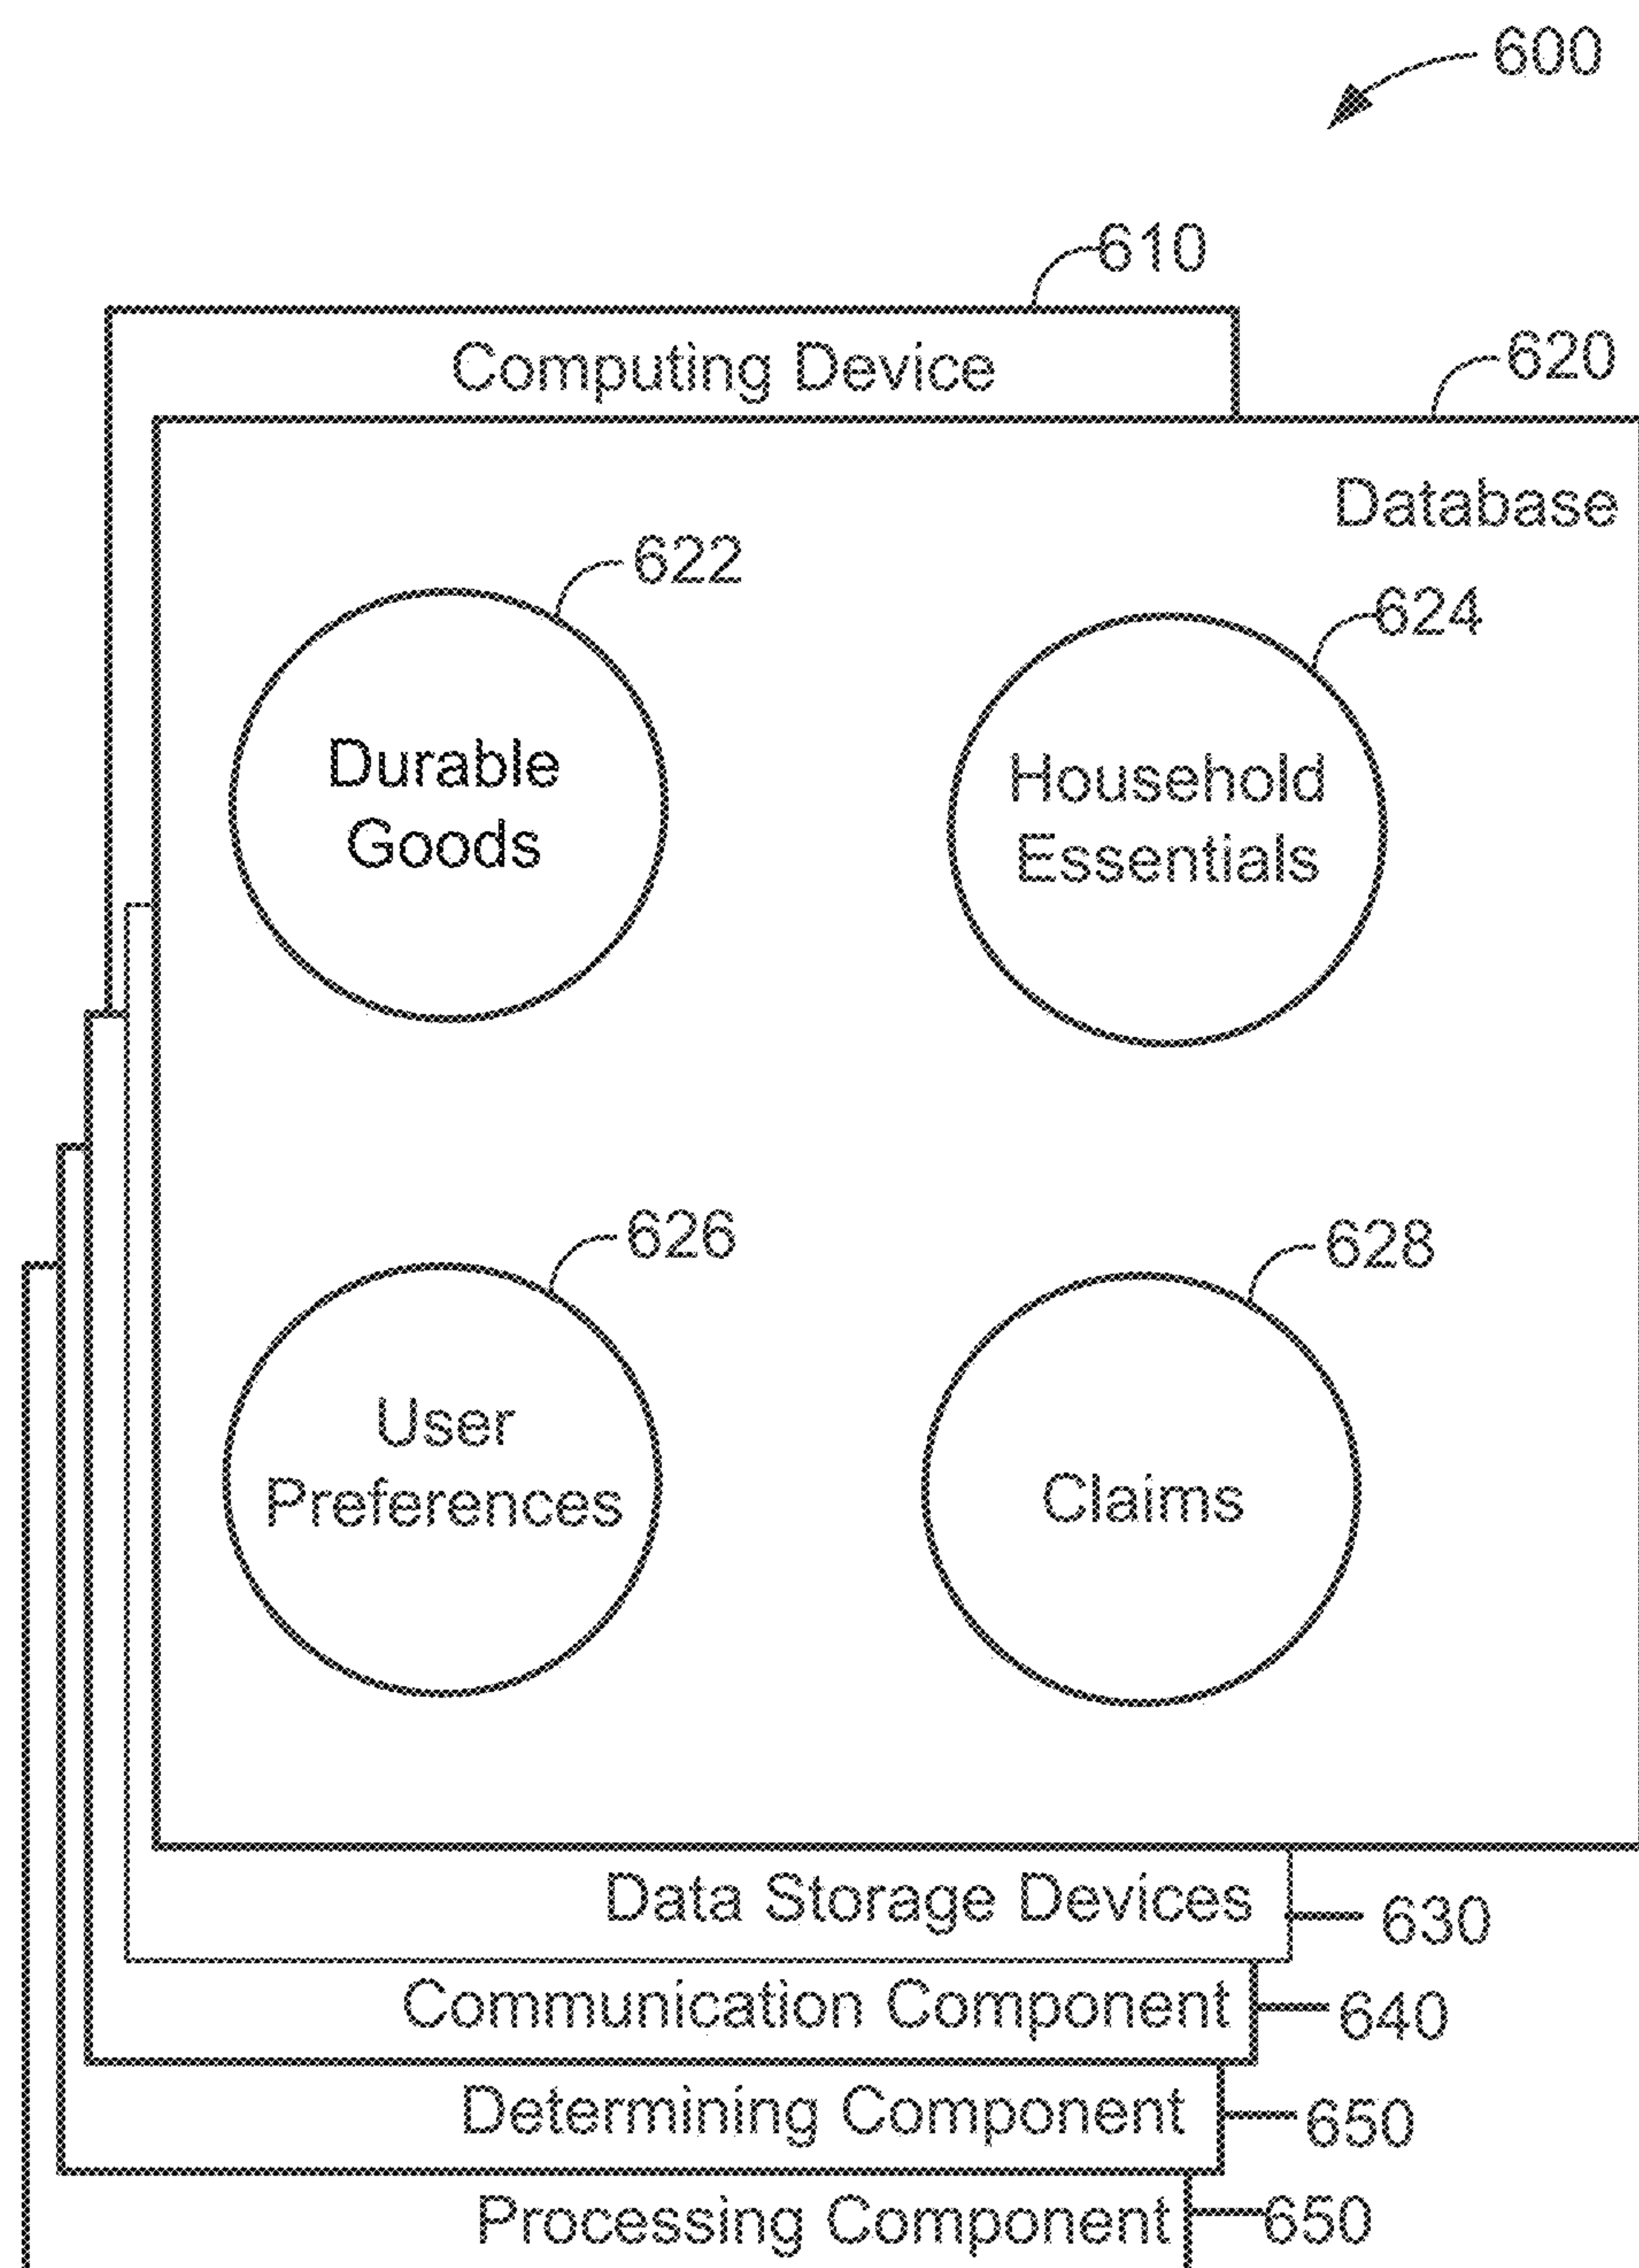 600
610
Computing Device
620
Database
622
624
Durable
Goods
Household
Essentials
626
628
User
Preferences
Claims
Data Storage Devices
630
Communication Component
640
Determining Component
650
Processing Component
650